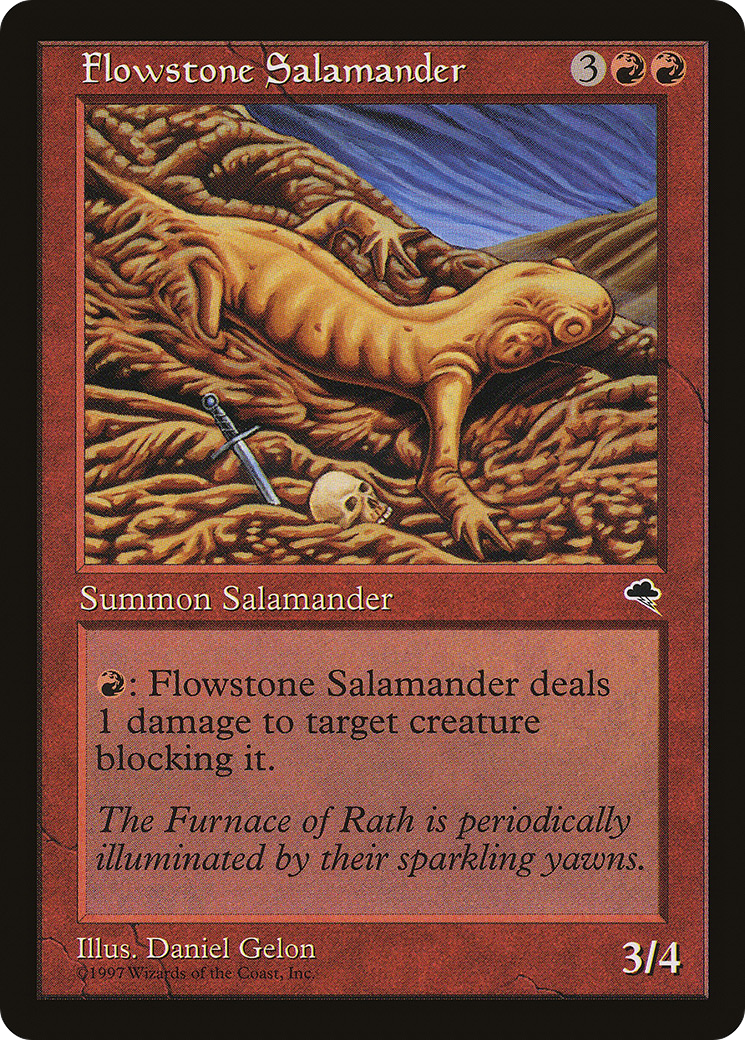 Flowstone Salamander 3
Summon Salamander
: Flowstone Salamander deals
1 damage to target creature
blocking it.
The Furnace of Rath is periodically
illuminated by their sparkling yawns.
Illus. Daniel Gelon
©1997 Wizards of the Coast, Inc.
3/4